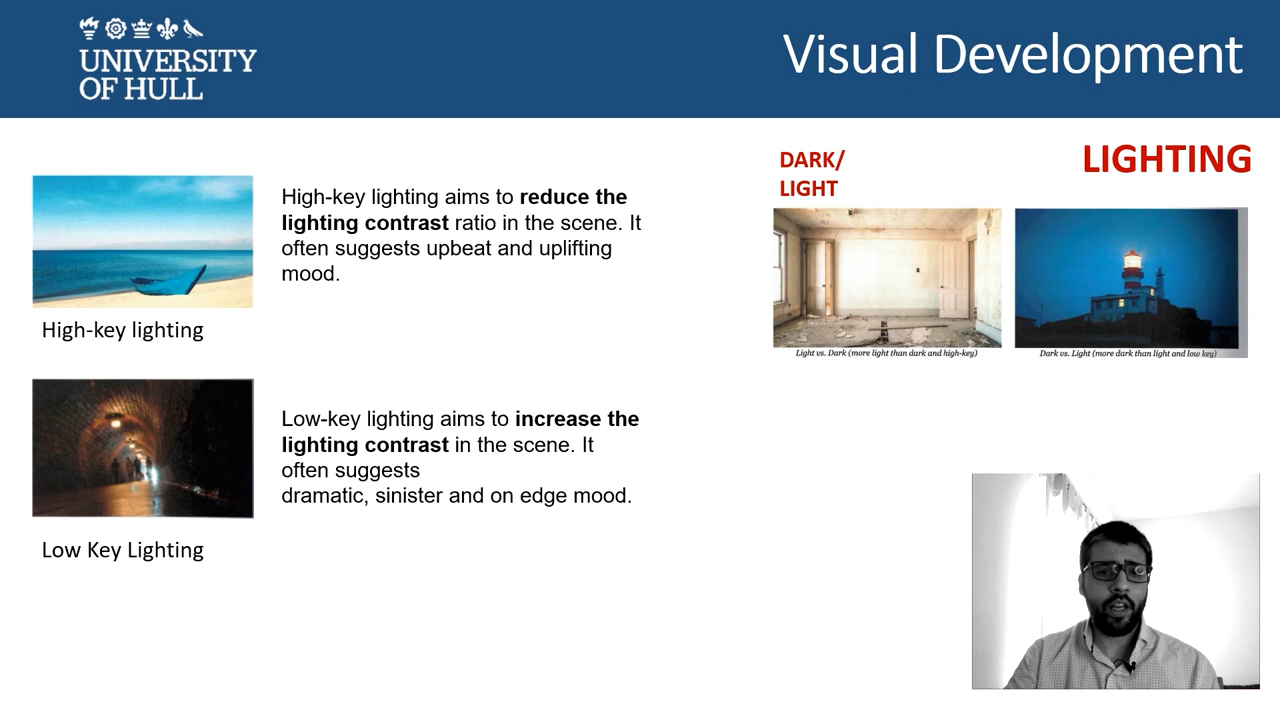 UNIVERSITY
OF HULL
Visual Development
High-key lighting aims to reduce the
lighting contrast ratio in the scene. It
often suggests upbeat and uplifting
mood.
High-key lighting
Low-key lighting aims to increase the
lighting contrast in the scene. It
often suggests
dramatic, sinister and on edge mood.
Low Key Lighting
DARK/
LIGHT
LIGHTING
Light vs. Dark (more light than dark and high-key)
Dark vs. Light (more dark than light and low key)